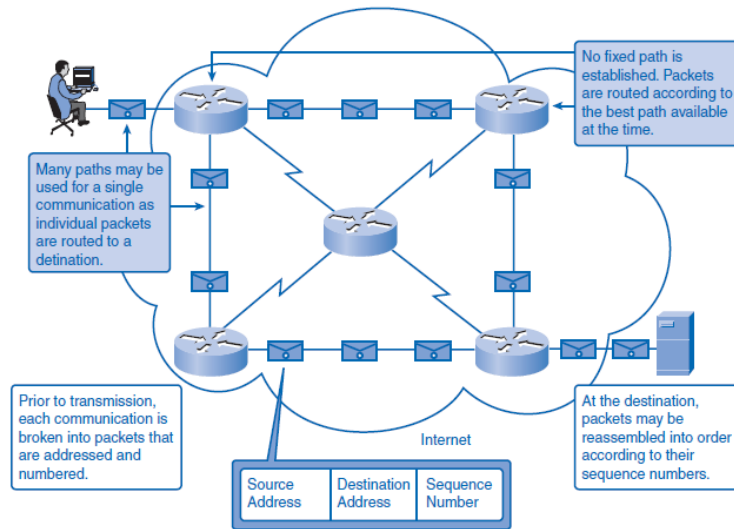 No fixed path is
established. Packets
are routed according to
the best path available
at the time.
Many paths may be
used for a single
communication as
individual packets
are routed to a
detination.
Prior to transmission,
each communication is
broken into packets that
are addressed and
numbered.
Internet
At the destination,
packets may be
reassembled into order
according to their
sequence numbers.
Source
Address
Destination
Address
Sequence
Number